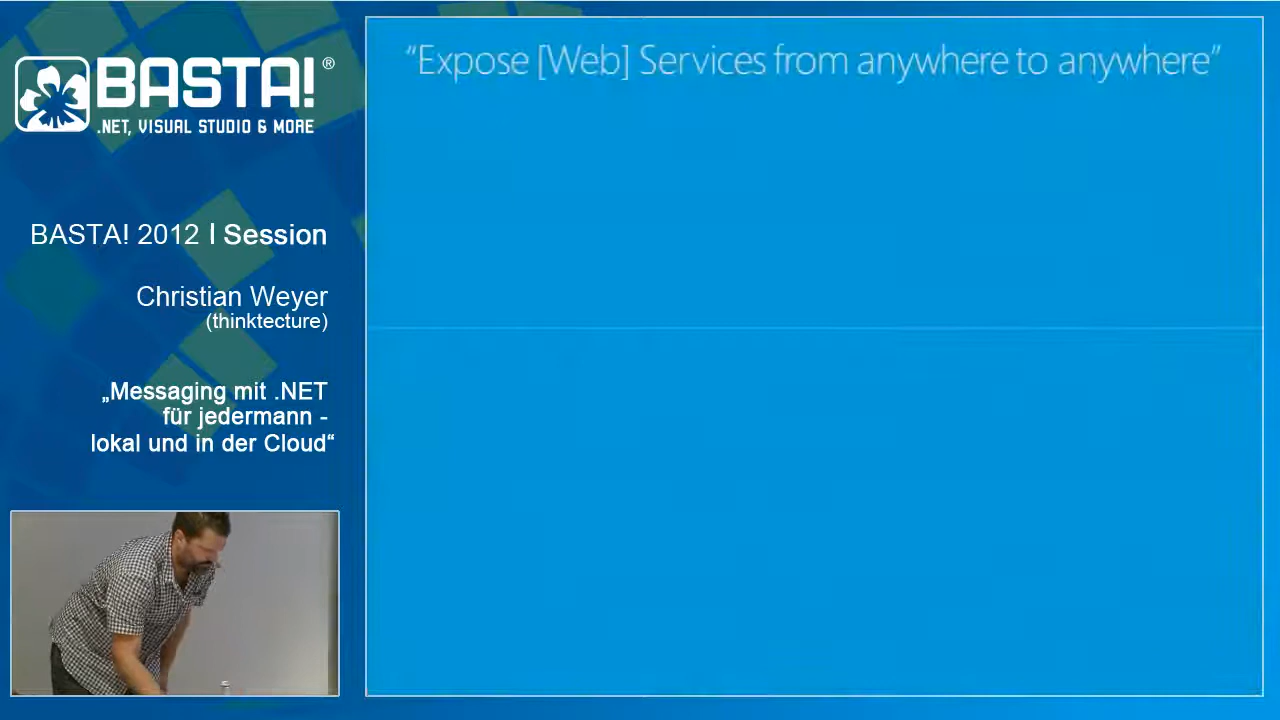 BASTA!®
.NET, VISUAL STUDIO & MORE
BASTA! 2012 | Session
Christian Weyer
(thinktecture)
„Messaging mit .NET
für jedermann -
lokal und in der Cloud“
“Expose [Web] Services from anywhere to anywhere”